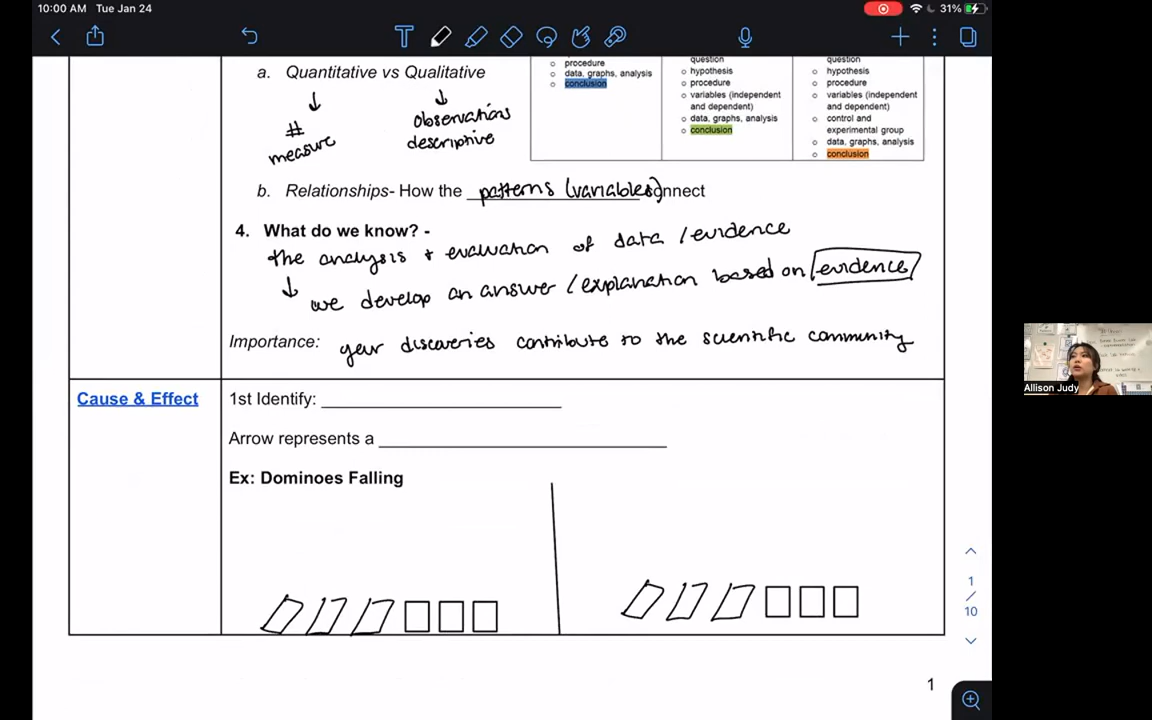 10:00 AM Tue Jan 24
31%
a. Quantitative vs Qualitative
#
measure
observations
descriptive
procedure
data, graphs, analysis
conclusion
question
hypothesis
procedure
variables (independent
and dependent)
data, graphs, analysis
conclusion
question
hypothesis
procedure
variables (independent
and dependent)
control and
experimental group
data, graphs, analysis
conclusion
b. Relationships- How the patterns (variables) connect
4. What do we know? -
the analysis + evaluation of data / evidence
we develop an answer / explanation based on evidence
Importance: your discoveries contribute to the scientific community
Cause & Effect
1st Identify:
Arrow represents a
Ex: Dominoes Falling
1
/
10
1
Allison Judy